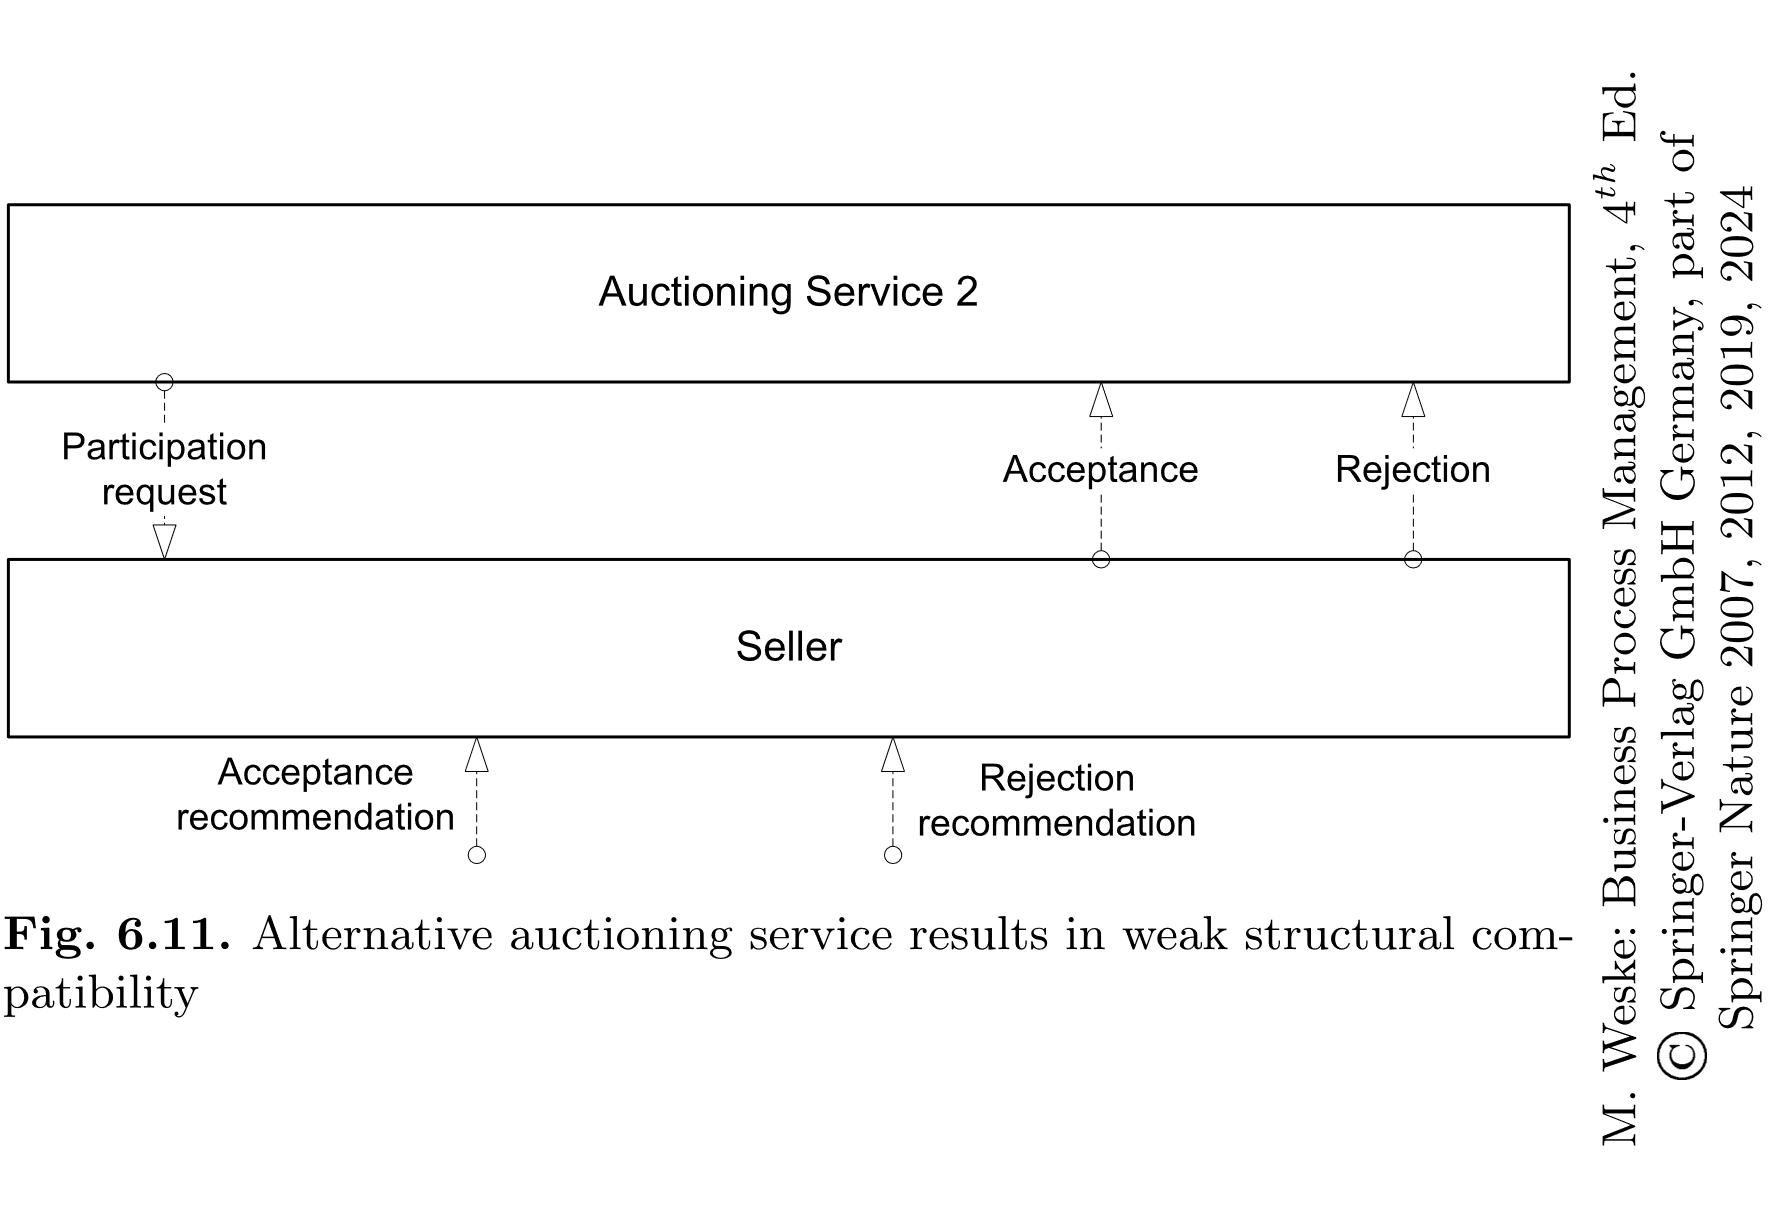 Auctioning Service 2
Participation
request
Acceptance
Rejection
Seller
Acceptance
recommendation
Rejection
recommendation
Fig. 6.11. Alternative auctioning service results in weak structural com-
patibility
M. Weske: Business Process Management, 4th Ed.
© Springer-Verlag GmbH Germany, part of
Springer Nature 2007, 2012, 2019, 2024